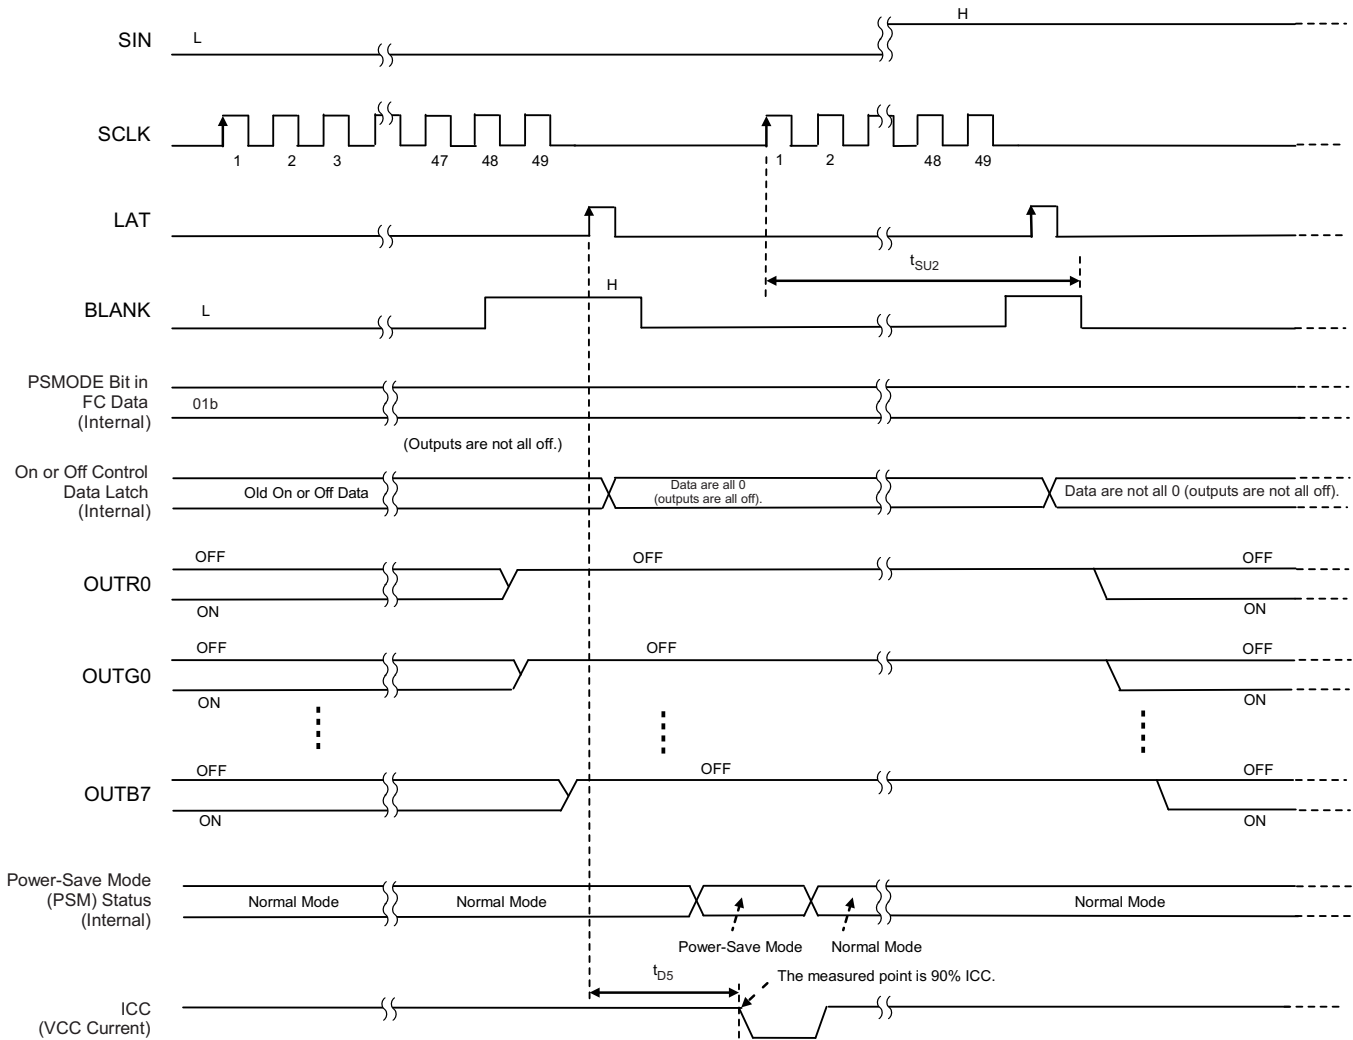 H
SIN
L
SCLK
1
2
3
47
48
49
1
2
48
49
LAT
tSU2
H
BLANK
L
PSMODE Bit in
FC Data
(Internal)
01b
(Outputs are not all off.)
On or Off Control
Data Latch
(Internal)
Old On or Off Data
Data are all 0
(outputs are all off).
Data are not all 0 (outputs are not all off).
OFF
OFF
OFF
OUTR0
ON
ON
OFF
OFF
OFF
OUTG0
ON
ON
OFF
OFF
OFF
OUTB7
ON
ON
Power-Save Mode
(PSM) Status
(Internal)
Normal Mode
Normal Mode
Normal Mode
Power-Save Mode
Normal Mode
tD5
The measured point is 90% ICC.
ICC
(VCC Current)